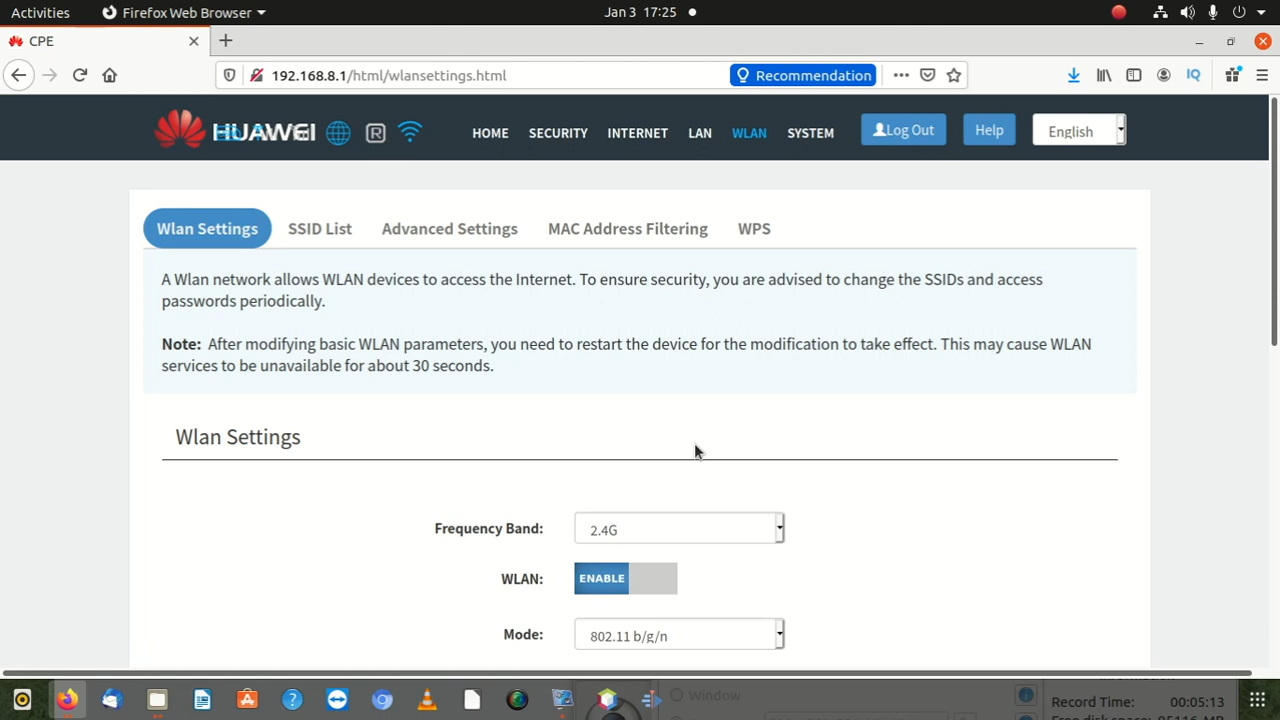 Activities
Firefox Web Browser
Jan 3 17:25
CPE
192.168.8.1/html/wlansettings.html
Recommendation
HUAWEI
R
HOME
SECURITY
INTERNET
LAN
WLAN
SYSTEM
Log Out
Help
English
Wlan Settings
SSID List
Advanced Settings
MAC Address Filtering
WPS
A Wlan network allows WLAN devices to access the Internet. To ensure security, you are advised to change the SSIDs and access
passwords periodically.
Note: After modifying basic WLAN parameters, you need to restart the device for the modification to take effect. This may cause WLAN
services to be unavailable for about 30 seconds.
Wlan Settings
Frequency Band:
2.4G
WLAN:
ENABLE
Mode:
802.11 b/g/n
Window
Record Time:
00:05:13